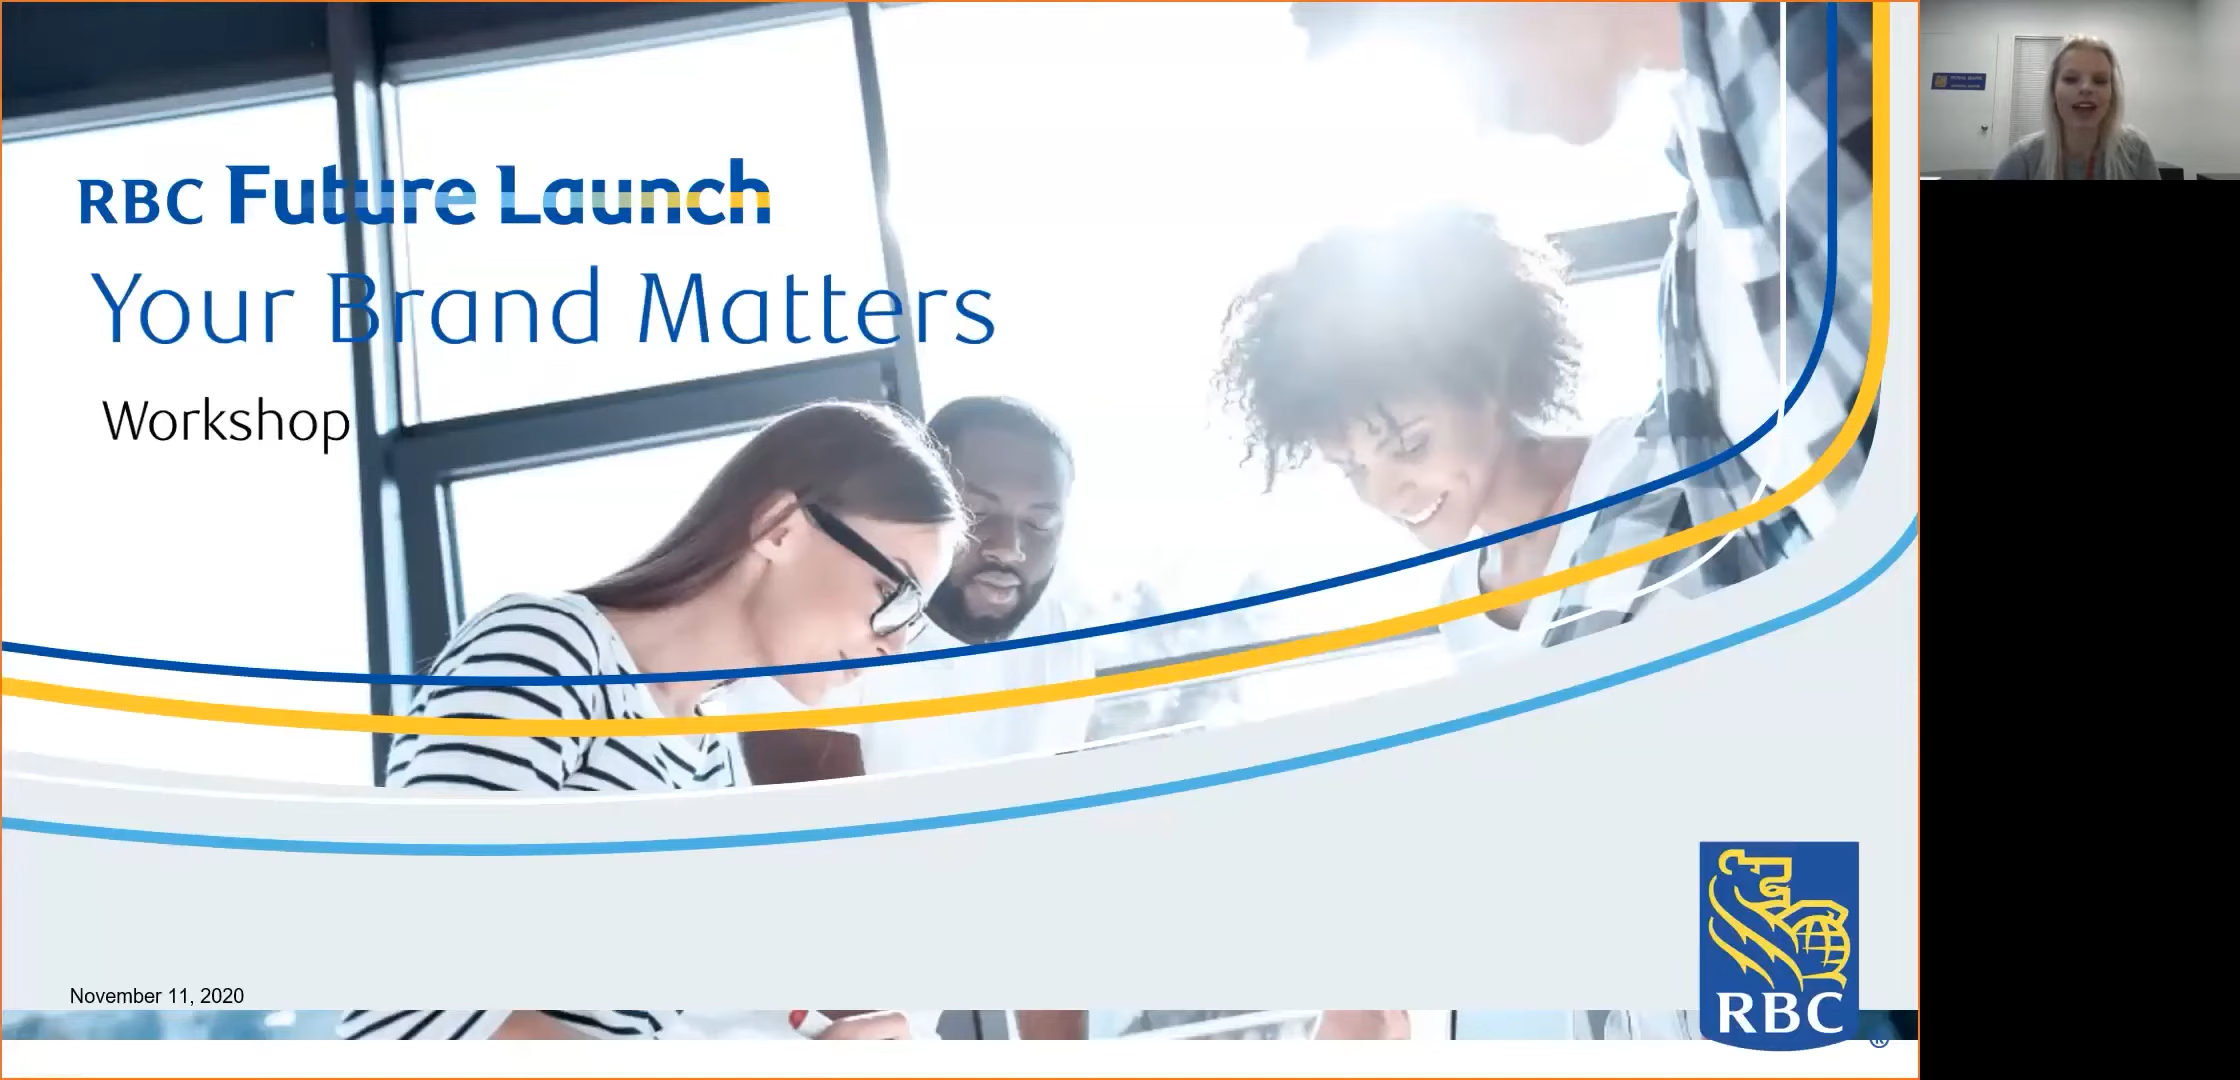 RBC Future Launch
Your Brand Matters
Workshop
November 11, 2020
RBC
®